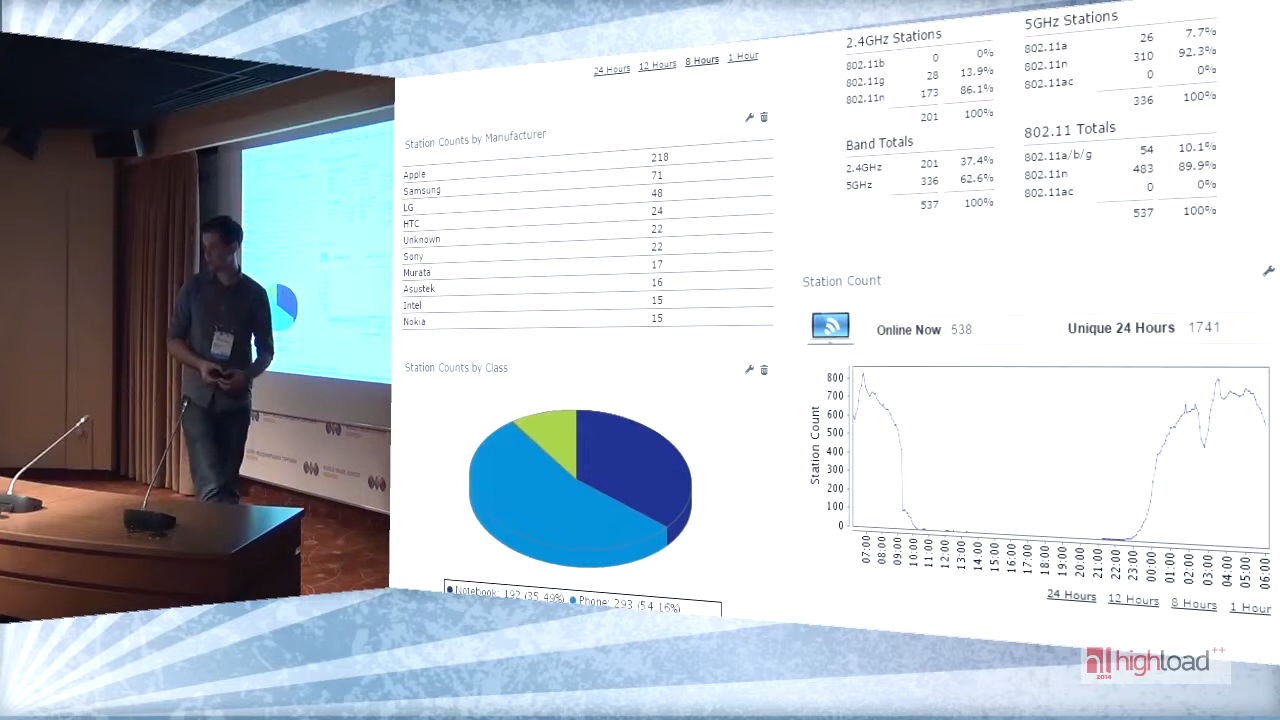 24 Hours 12 Hours 8 Hours 1 Hour
Station Counts by Manufacturer
218
Apple 71
Samsung 48
LG 24
HTC 22
Unknown 22
Sony 17
Murata 16
Asustek 15
Intel 15
Nokia
Station Counts by Class
Notebook: 192 (35.49%) Phone: 293 (54.16%)
2.4GHz Stations
802.11b 0 0%
802.11g 28 13.9%
802.11n 173 86.1%
201 100%
Band Totals
2.4GHz 201 37.4%
5GHz 336 62.6%
537 100%
5GHz Stations
802.11a 26 7.7%
802.11n 310 92.3%
802.11ac 0 0%
336 100%
802.11 Totals
802.11a/b/g 54 10.1%
802.11n 483 89.9%
802.11ac 0 0%
537 100%
Station Count
Online Now 538 Unique 24 Hours 1741
Station Count
800
700
600
500
400
300
200
100
0
07:00 08:00 09:00 10:00 11:00 12:00 13:00 14:00 15:00 16:00 17:00 18:00 19:00 20:00 21:00 22:00 23:00 00:00 01:00 02:00 03:00 04:00 05:00 06:00
24 Hours 12 Hours 8 Hours 1 Hour
highload++
2014